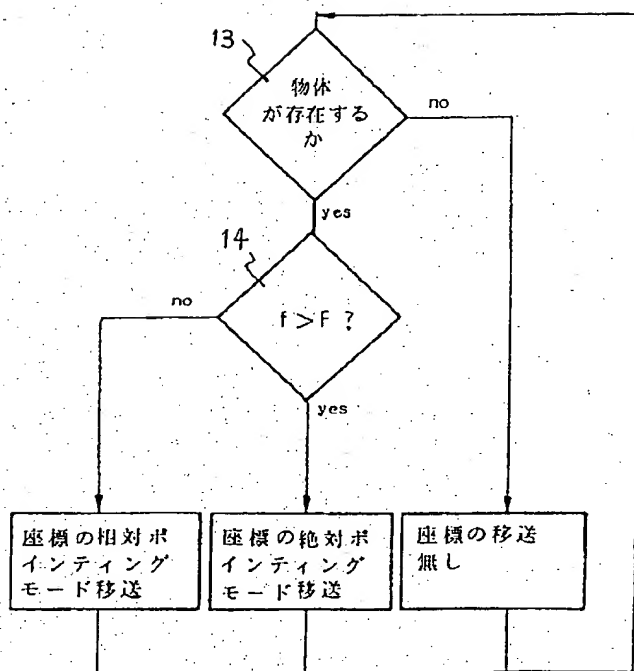 13
物体
が存在する
か
no
yes
14
no
f>F ?
yes
座標の相対ポ
インティング
モード移送
座標の絶対ポ
インティング
モード移送
座標の移送
無し